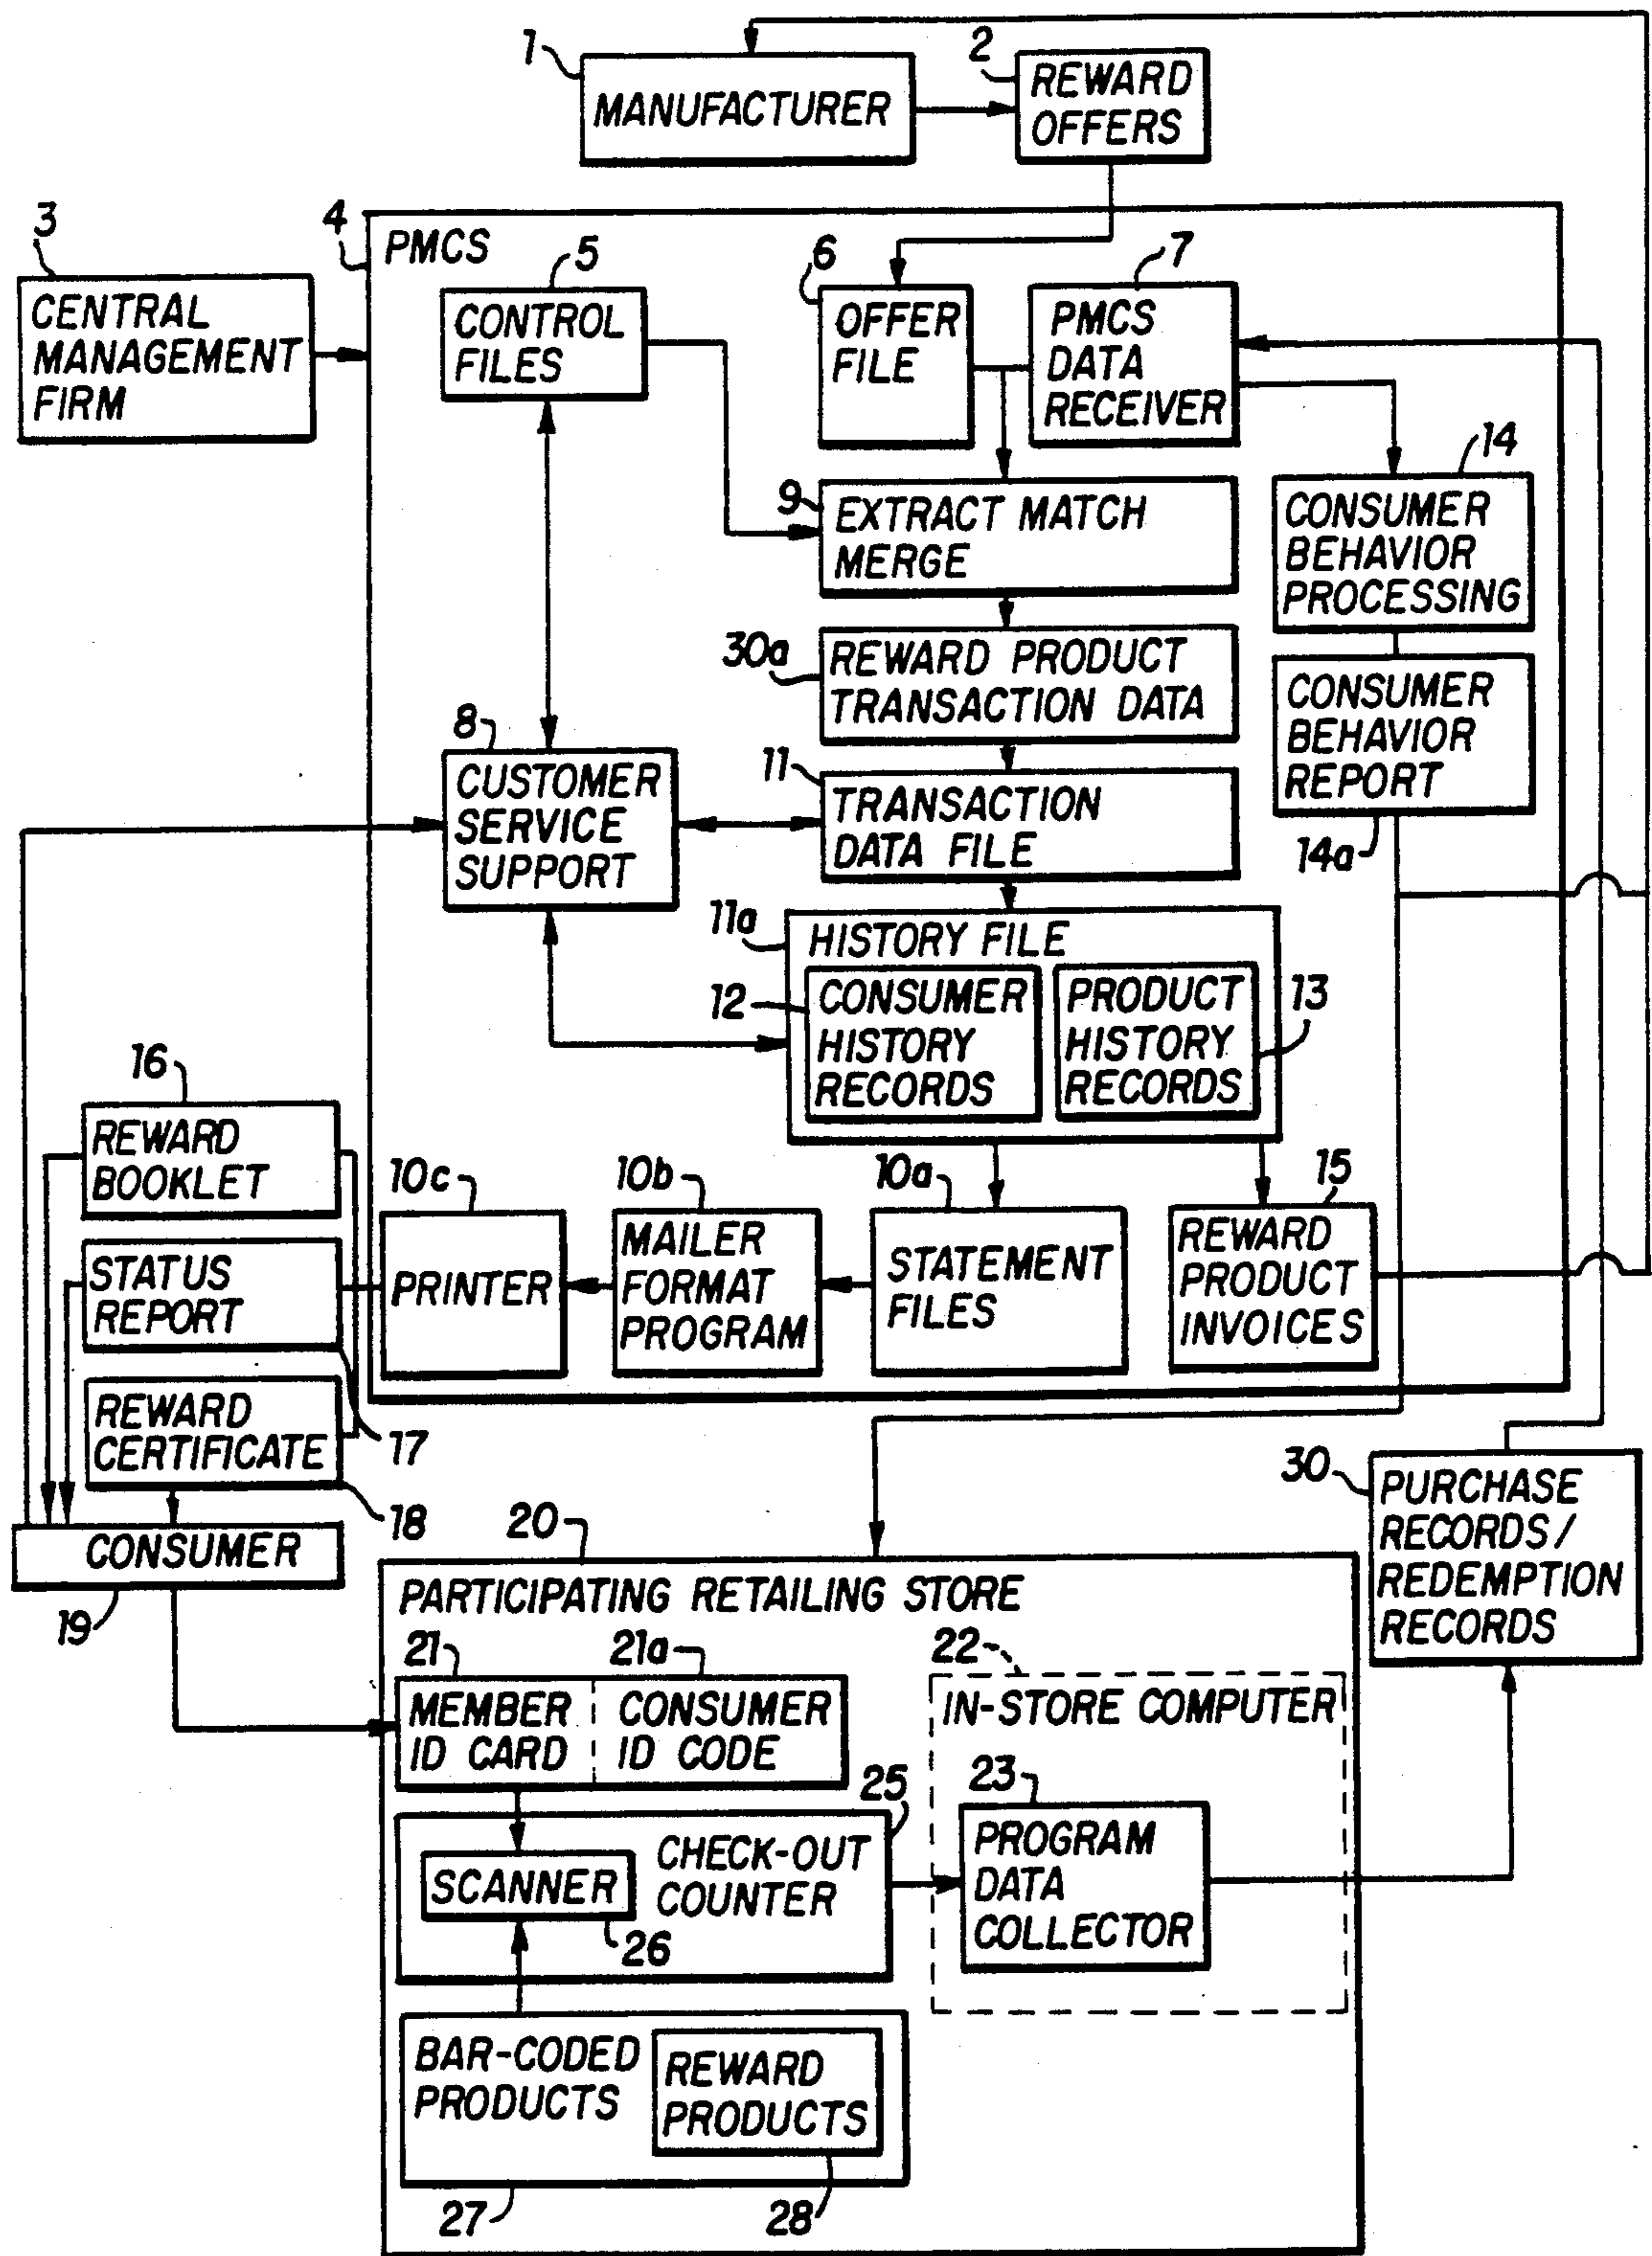 1
MANUFACTURER
2
REWARD
OFFERS
3
CENTRAL
MANAGEMENT
FIRM
4
PMCS
5
CONTROL
FILES
6
OFFER
FILE
7
PMCS
DATA
RECEIVER
9
EXTRACT MATCH
MERGE
14
CONSUMER
BEHAVIOR
PROCESSING
30a
REWARD PRODUCT
TRANSACTION DATA
CONSUMER
BEHAVIOR
REPORT
14a
8
CUSTOMER
SERVICE
SUPPORT
11
TRANSACTION
DATA FILE
11a
HISTORY FILE
12
CONSUMER
HISTORY
RECORDS
PRODUCT
HISTORY
RECORDS
13
16
REWARD
BOOKLET
STATUS
REPORT
17
REWARD
CERTIFICATE
18
10c
PRINTER
10b
MAILER
FORMAT
PROGRAM
10a
STATEMENT
FILES
15
REWARD
PRODUCT
INVOICES
CONSUMER
19
30
PURCHASE
RECORDS/
REDEMPTION
RECORDS
20
PARTICIPATING RETAILING STORE
21
MEMBER
ID CARD
21a
CONSUMER
ID CODE
22
IN-STORE COMPUTER
23
PROGRAM
DATA
COLLECTOR
25
CHECK-OUT
COUNTER
SCANNER
26
BAR-CODED
PRODUCTS
REWARD
PRODUCTS
27
28